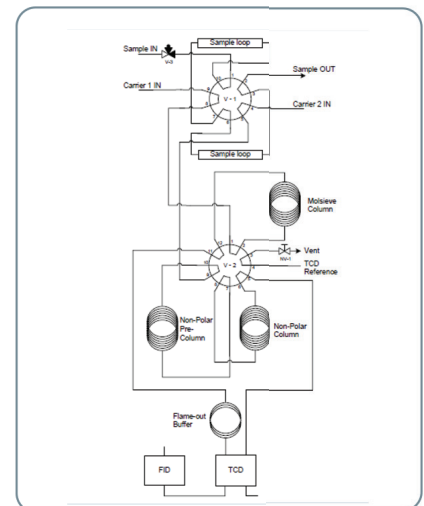 Sample loop
Sample IN
V-3
Sample OUT
Carrier 1 IN
V - 1
Carrier 2 IN
Sample loop
Molsieve
Column
Vent
NV-1
V - 2
TCD
Reference
Non-Polar
Pre-
Column
Non-Polar
Column
Flame-out
Buffer
FID
TCD